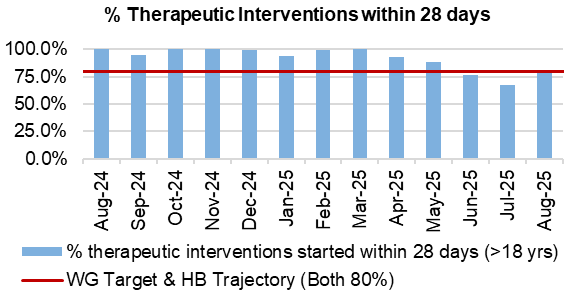 % Therapeutic Interventions within 28 days
100.0%
75.0%
50.0%
25.0%
0.0%
Aug-24
Sep-24
Oct-24
Nov-24
Dec-24
Jan-25
Feb-25
Mar-25
Apr-25
May-25
Jun-25
Jul-25
Aug-25
% therapeutic interventions started within 28 days (>18 yrs)
WG Target & HB Trajectory (Both 80%)